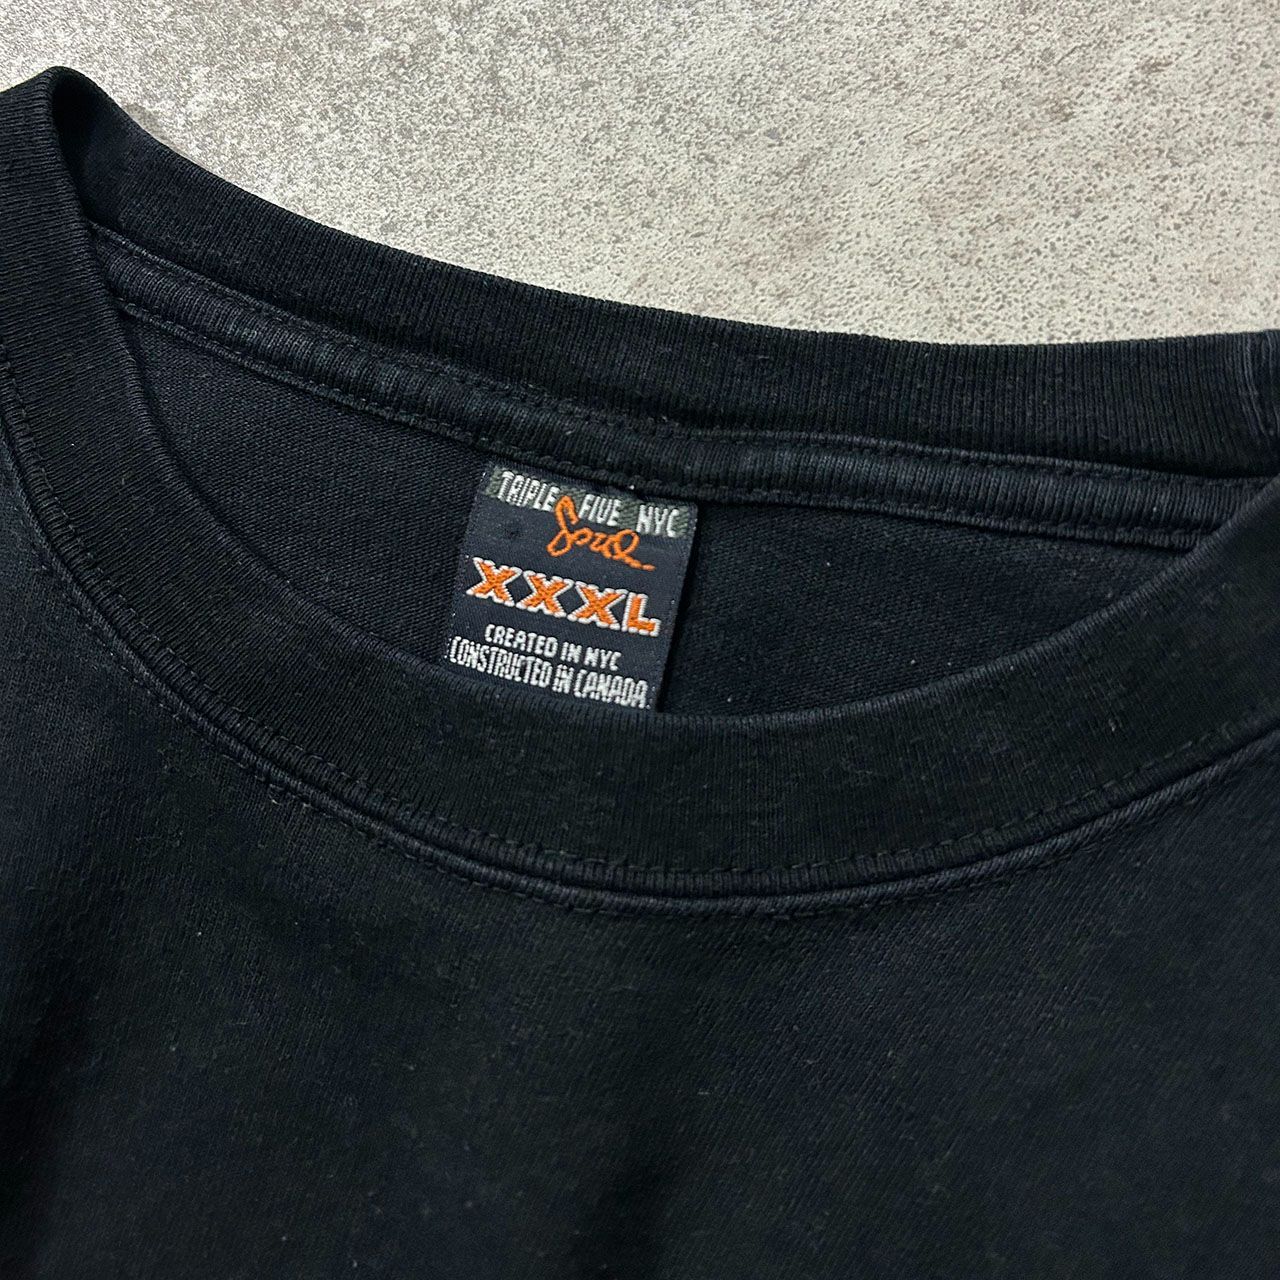 TRIPLE FIVE NYC
Soul
XXXL
CREATED IN NYC
CONSTRUCTED IN CANADA.